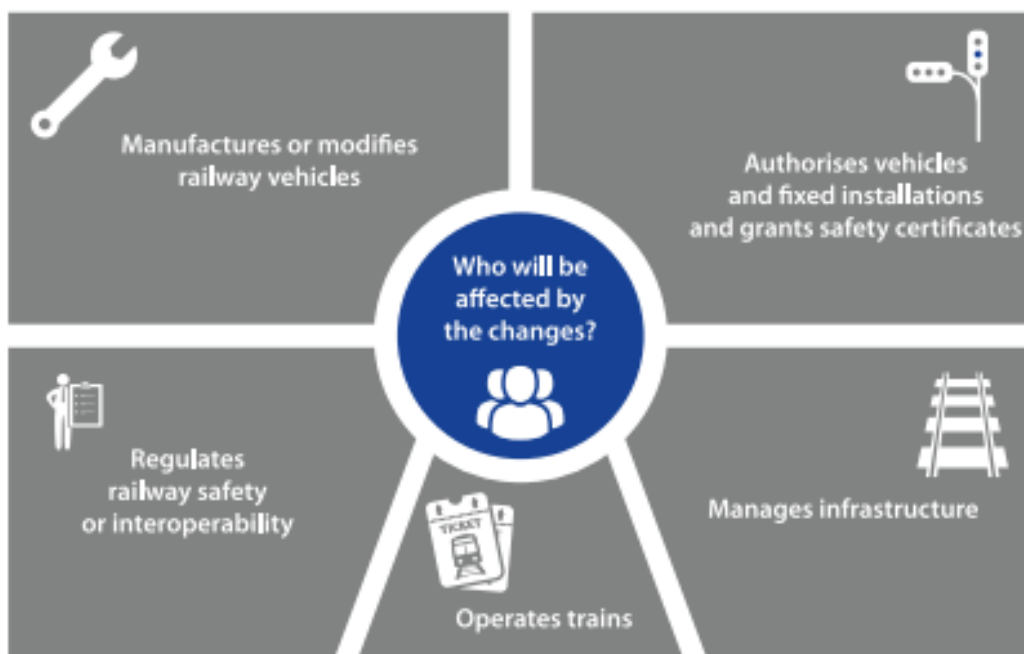 Manufactures or modifies
railway vehicles
Authorises vehicles
and fixed installations
and grants safety certificates
Who will be
affected by
the changes?
Regulates
railway safety
or interoperability
TICKET
Operates trains
Manages infrastructure